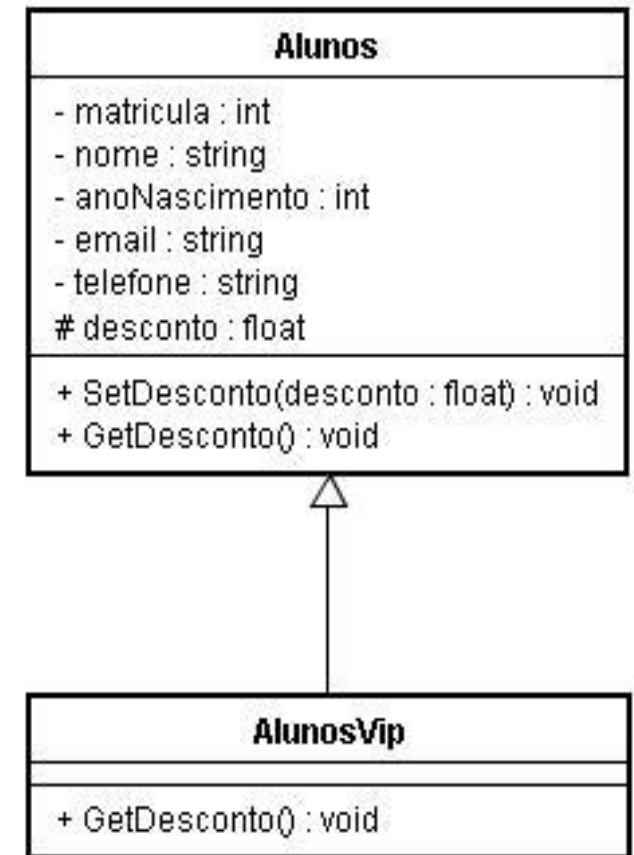 Alunos
- matricula : int
- nome : string
- anoNascimento : int
- email : string
- telefone : string
# desconto : float
+ SetDesconto(desconto : float) : void
+ GetDesconto() : void
AlunosVip
+ GetDesconto() : void